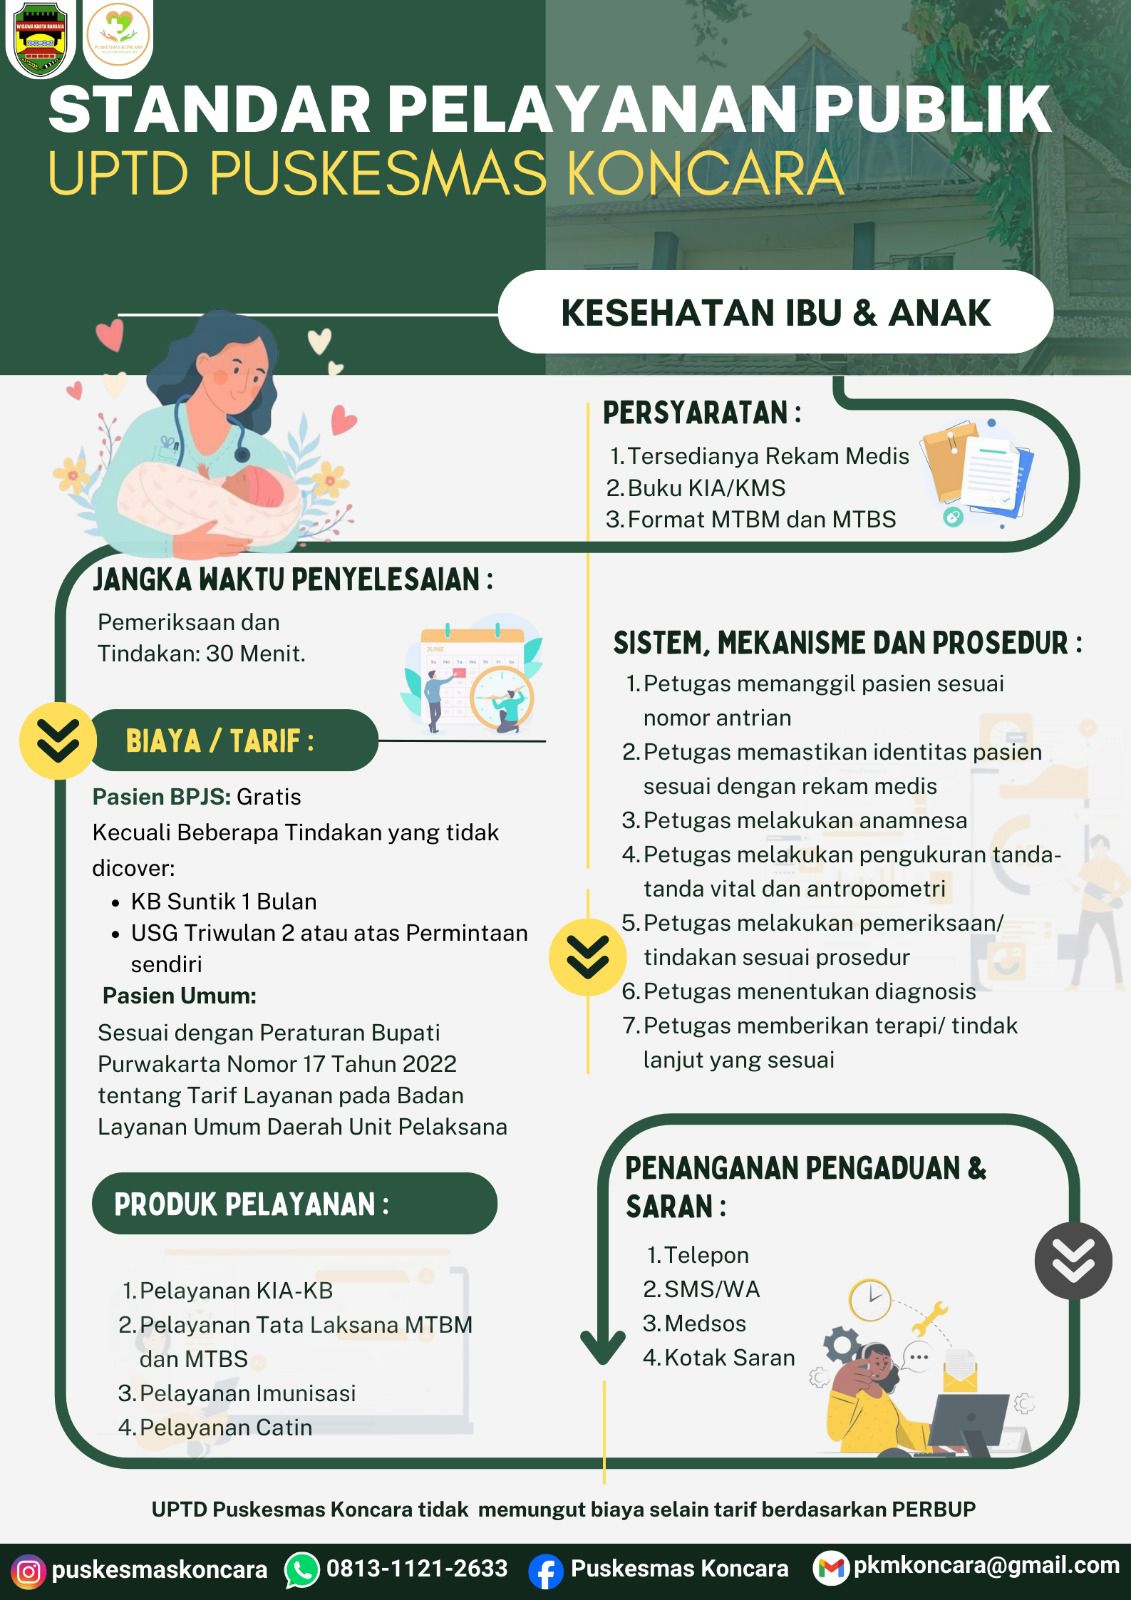 STANDAR PELAYANAN PUBLIK
UPTD PUSKESMAS KONCARA
KESEHATAN IBU & ANAK
PERSYARATAN :
1. Tersedianya Rekam Medis
2. Buku KIA/KMS
3. Format MTBM dan MTBS
JANGKA WAKTU PENYELESAIAN :
Pemeriksaan dan
Tindakan: 30 Menit.
JUNE
BIAYA / TARIF :
Pasien BPJS: Gratis
Kecuali Beberapa Tindakan yang tidak
dicover:
• KB Suntik 1 Bulan
• USG Triwulan 2 atau atas Permintaan
sendiri
Pasien Umum:
Sesuai dengan Peraturan Bupati
Purwakarta Nomor 17 Tahun 2022
tentang Tarif Layanan pada Badan
Layanan Umum Daerah Unit Pelaksana
PRODUK PELAYANAN :
1. Pelayanan KIA-KB
2. Pelayanan Tata Laksana MTBM
dan MTBS
3. Pelayanan Imunisasi
4. Pelayanan Catin
SISTEM, MEKANISME DAN PROSEDUR :
1. Petugas memanggil pasien sesuai
nomor antrian
2. Petugas memastikan identitas pasien
sesuai dengan rekam medis
3. Petugas melakukan anamnesa
4. Petugas melakukan pengukuran tanda-
tanda vital dan antropometri
5. Petugas melakukan pemeriksaan/
tindakan sesuai prosedur
6. Petugas menentukan diagnosis
7. Petugas memberikan terapi/ tindak
lanjut yang sesuai
PENANGANAN PENGADUAN &
SARAN :
1. Telepon
2. SMS/WA
3. Medsos
4. Kotak Saran
UPTD Puskesmas Koncara tidak memungut biaya selain tarif berdasarkan PERBUP
puskesmaskoncara 0813-1121-2633 Puskesmas Koncara pkmkoncara@gmail.com